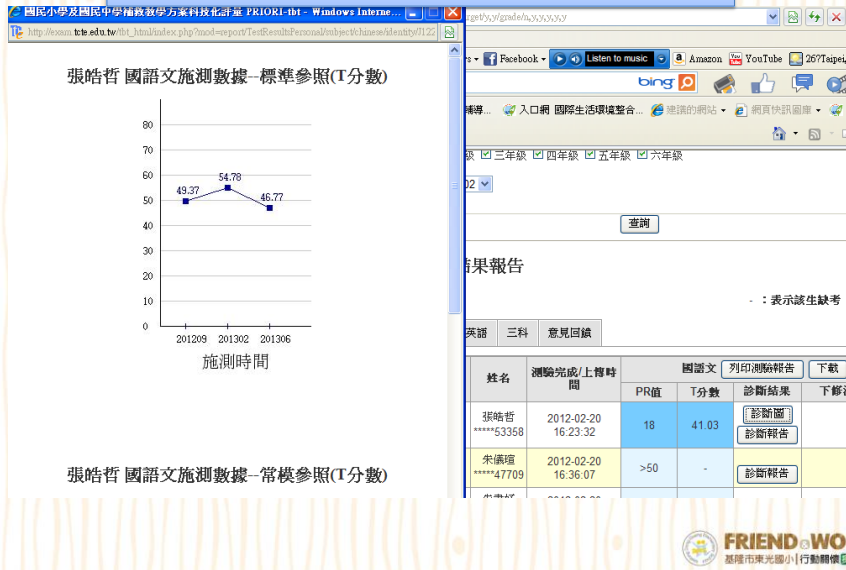 國民小學及國民中學補救教學方案科技化評量 PRIORI-tbt - Windows Interne...
http://exam.tcte.edu.tw/tbt_html/index.php?mod=report/TestResultsPersonal/subject/chinese/identity/J122
張皓哲 國語文施測數據--標準參照(T分數)
80
70
60
50
40
30
20
10
0
49.37
54.78
46.77
201209 201302 201306
施測時間
張皓哲 國語文施測數據--常模參照(T分數)
rget/y,y/grade/n,y,y,y,y,y
Facebook
Listen to music
Amazon
YouTube
26?Taipei,
bing
輔導...
入口網 國際生活環境整合...
建議的網站
網頁快訊圖庫
級 三年級 四年級 五年級 六年級
02
查詢
結果報告
- ：表示該生缺考
英語 三科 意見回饋
姓名 測驗完成/上傳時間 國語文 列印測驗報告 下載
PR值 T分數 診斷結果
張皓哲 *****53358 2012-02-20 16:23:32 18 41.03 診斷圖 診斷報告
朱儀瑄 *****47709 2012-02-20 16:36:07 >50 - 診斷報告
FRIEND WO
基隆市東光國小 | 行動關懷